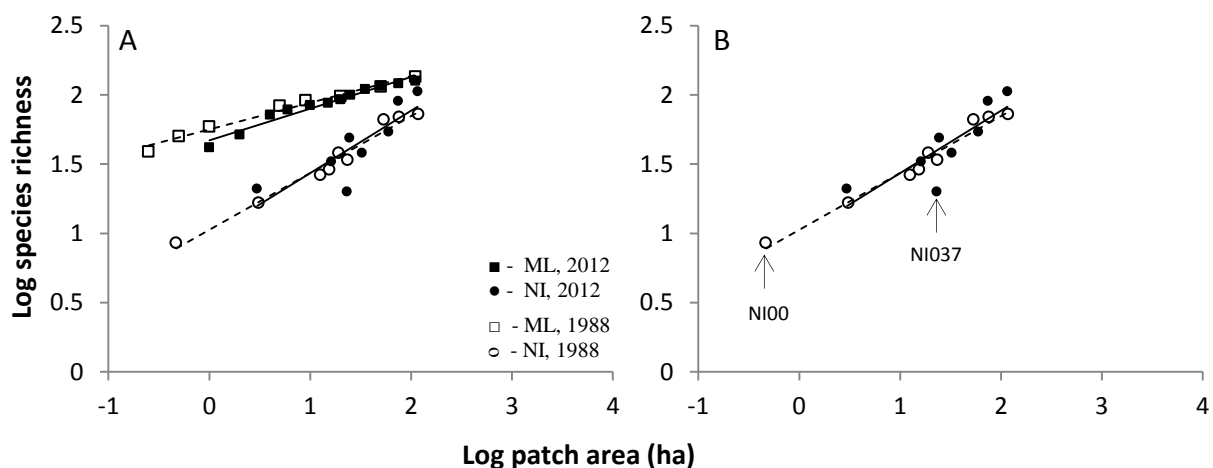 A
B
Log species richness
2.5
2
1.5
1
0.5
0
-1
0
1
2
3
4
■ - ML, 2012
● - NI, 2012
□ - ML, 1988
○ - NI, 1988
2.5
2
1.5
1
0.5
0
-1
0
1
2
3
4
NI037
NI00
Log patch area (ha)